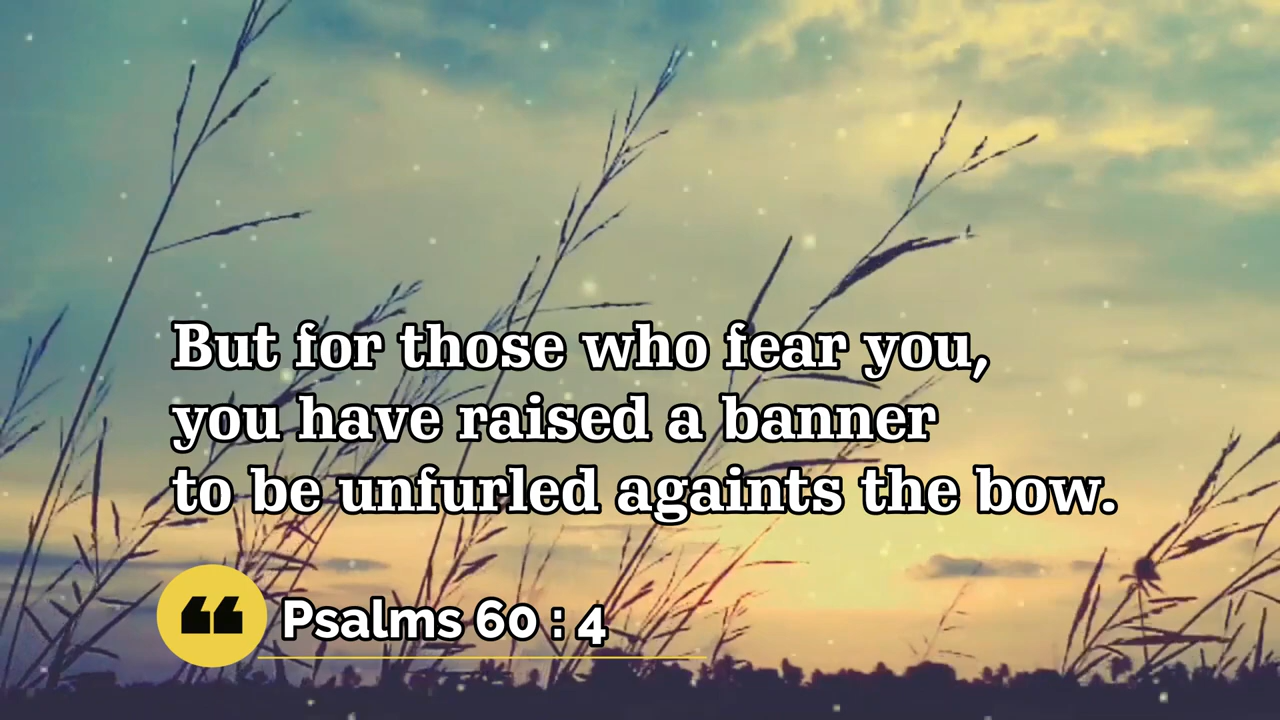 But for those who fear you,
you have raised a banner
to be unfurled againts the bow.
❝ Psalms 60 : 4